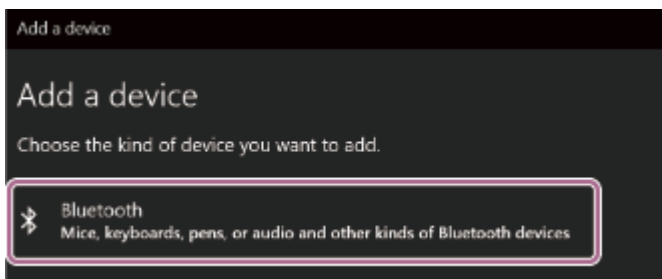 Add a device
Add a device
Choose the kind of device you want to add.
Bluetooth
Mice, keyboards, pens, or audio and other kinds of Bluetooth devices